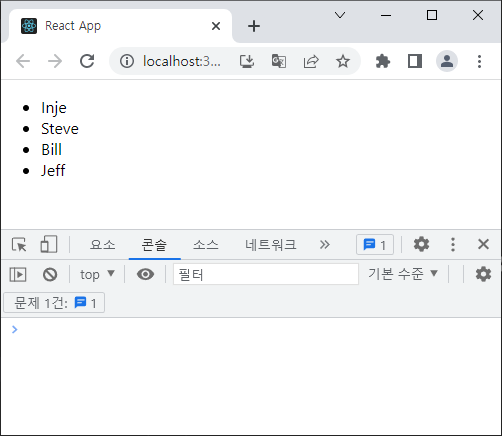 React App
localhost:3...
Inje
Steve
Bill
Jeff
요소 콘솔 소스 네트워크 1
top 필터 기본 수준
문제 1건: 1